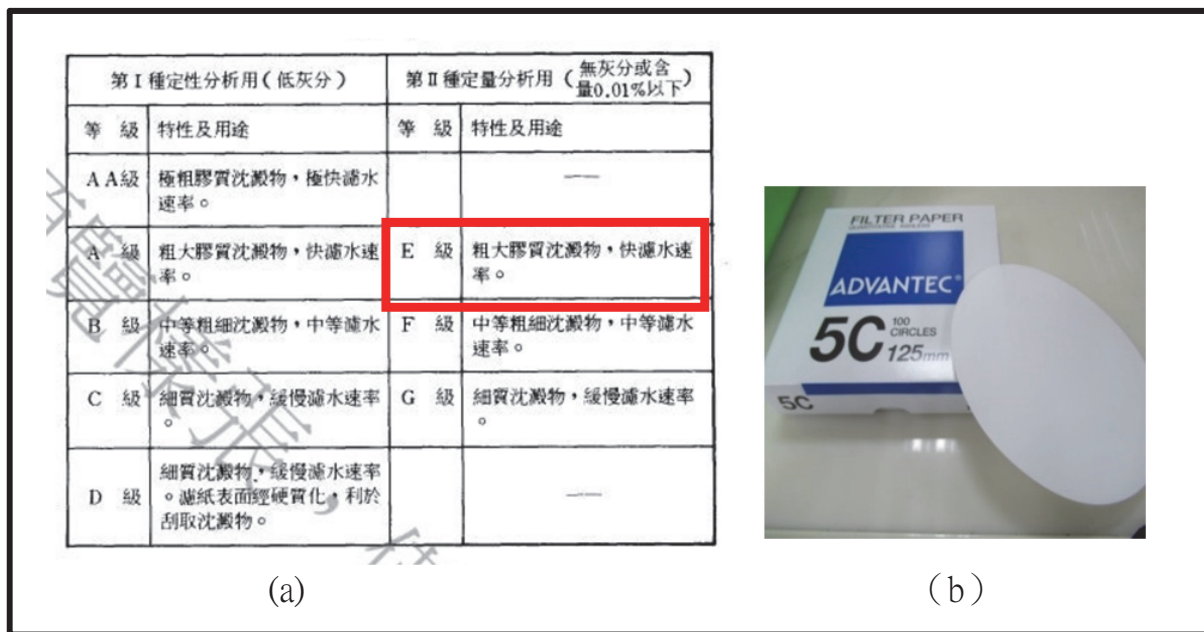 第Ⅰ種定性分析用(低灰分)
第Ⅱ種定量分析用(無灰分或含量0.01%以下)
等 級 特性及用途
等 級 特性及用途
AA級 極粗膠質沈澱物,極快濾水
速率。
——
A 級 粗大膠質沈澱物,快濾水速
率。
E 級 粗大膠質沈澱物,快濾水速
率。
B 級 中等粗細沈澱物,中等濾水
速率。
F 級 中等粗細沈澱物,中等濾水
速率。
C 級 細質沈澱物,緩慢濾水速率
。
G 級 細質沈澱物,緩慢濾水速率
。
D 級 細質沈澱物,緩慢濾水速率
。濾紙表面經硬質化,利於
刮取沈澱物。
——
(a)
FILTER PAPER
ADVANTEC
5C
100
CIRCLES
125mm
5C
(b)